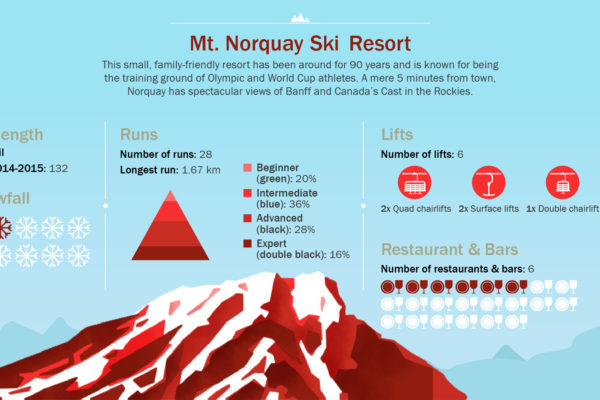 Mt. Norquay Ski Resort
This small, family-friendly resort has been around for 90 years and is known for being
the training ground of Olympic and World Cup athletes. A mere 5 minutes from town,
Norquay has spectacular views of Banff and Canada's Cast in the Rockies.
ength
il
014-2015: 132
wfall
Runs
Number of runs: 28
Longest run: 1.67 km
Beginner
(green): 20%
Intermediate
(blue): 36%
Advanced
(black): 28%
Expert
(double black): 16%
Lifts
Number of lifts: 6
2x Quad chairlifts
2x Surface lifts
1x Double chairlift
Restaurant & Bars
Number of restaurants & bars: 6